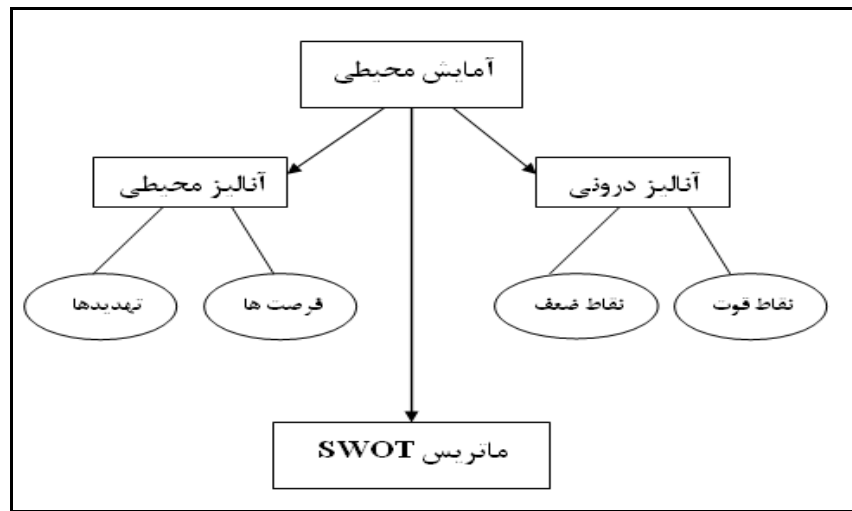 آمایش محیطی
آنالیز درونی
آنالیز محیطی
نقاط قوت
نقاط ضعف
فرصت ها
تهدیدها
ماتریس SWOT